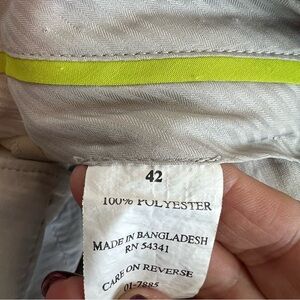 42
100% POLYESTER
MADE IN BANGLADESH
RN 54341
CARE ON REVERSE
01-7885